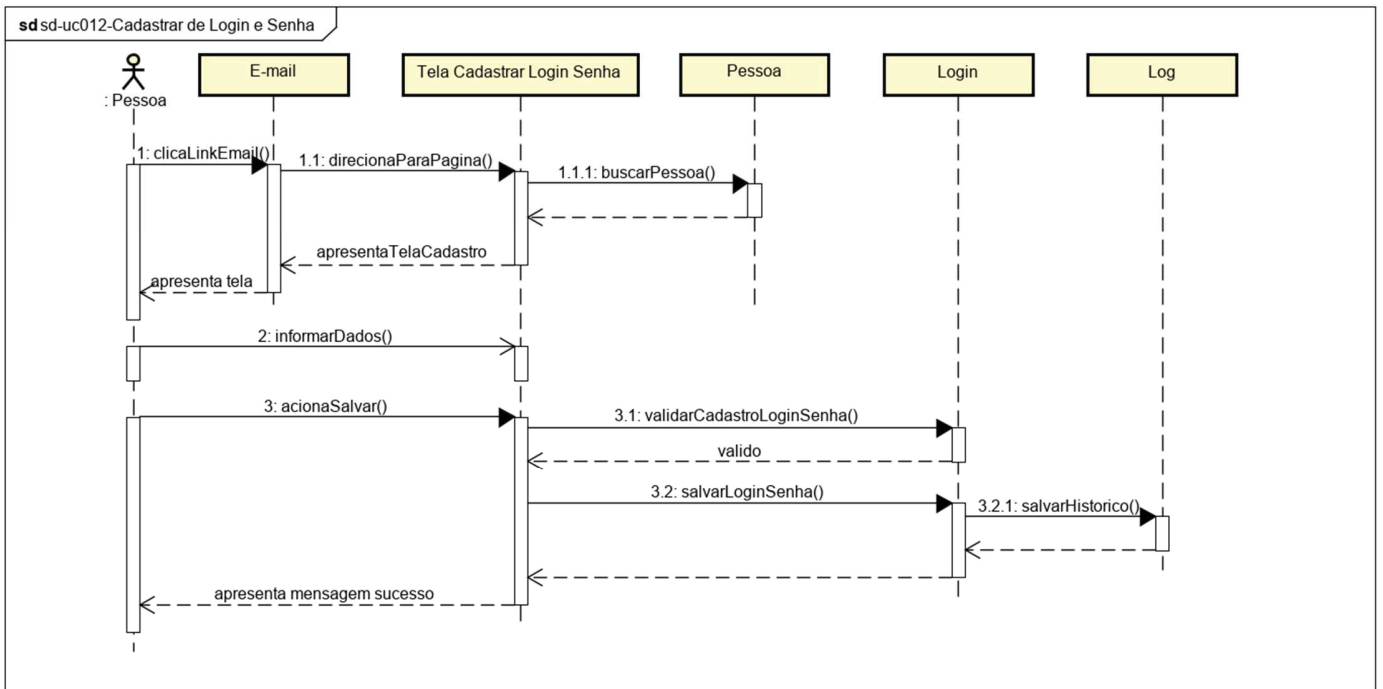 sd sd-uc012-Cadastrar de Login e Senha
: Pessoa
E-mail
Tela Cadastrar Login Senha
Pessoa
Login
Log
1: clicaLinkEmail()
1.1: direcionaParaPagina()
1.1.1: buscarPessoa()
apresentaTelaCadastro
apresenta tela
2: informarDados()
3: acionaSalvar()
3.1: validarCadastroLoginSenha()
valido
3.2: salvarLoginSenha()
3.2.1: salvarHistorico()
apresenta mensagem sucesso